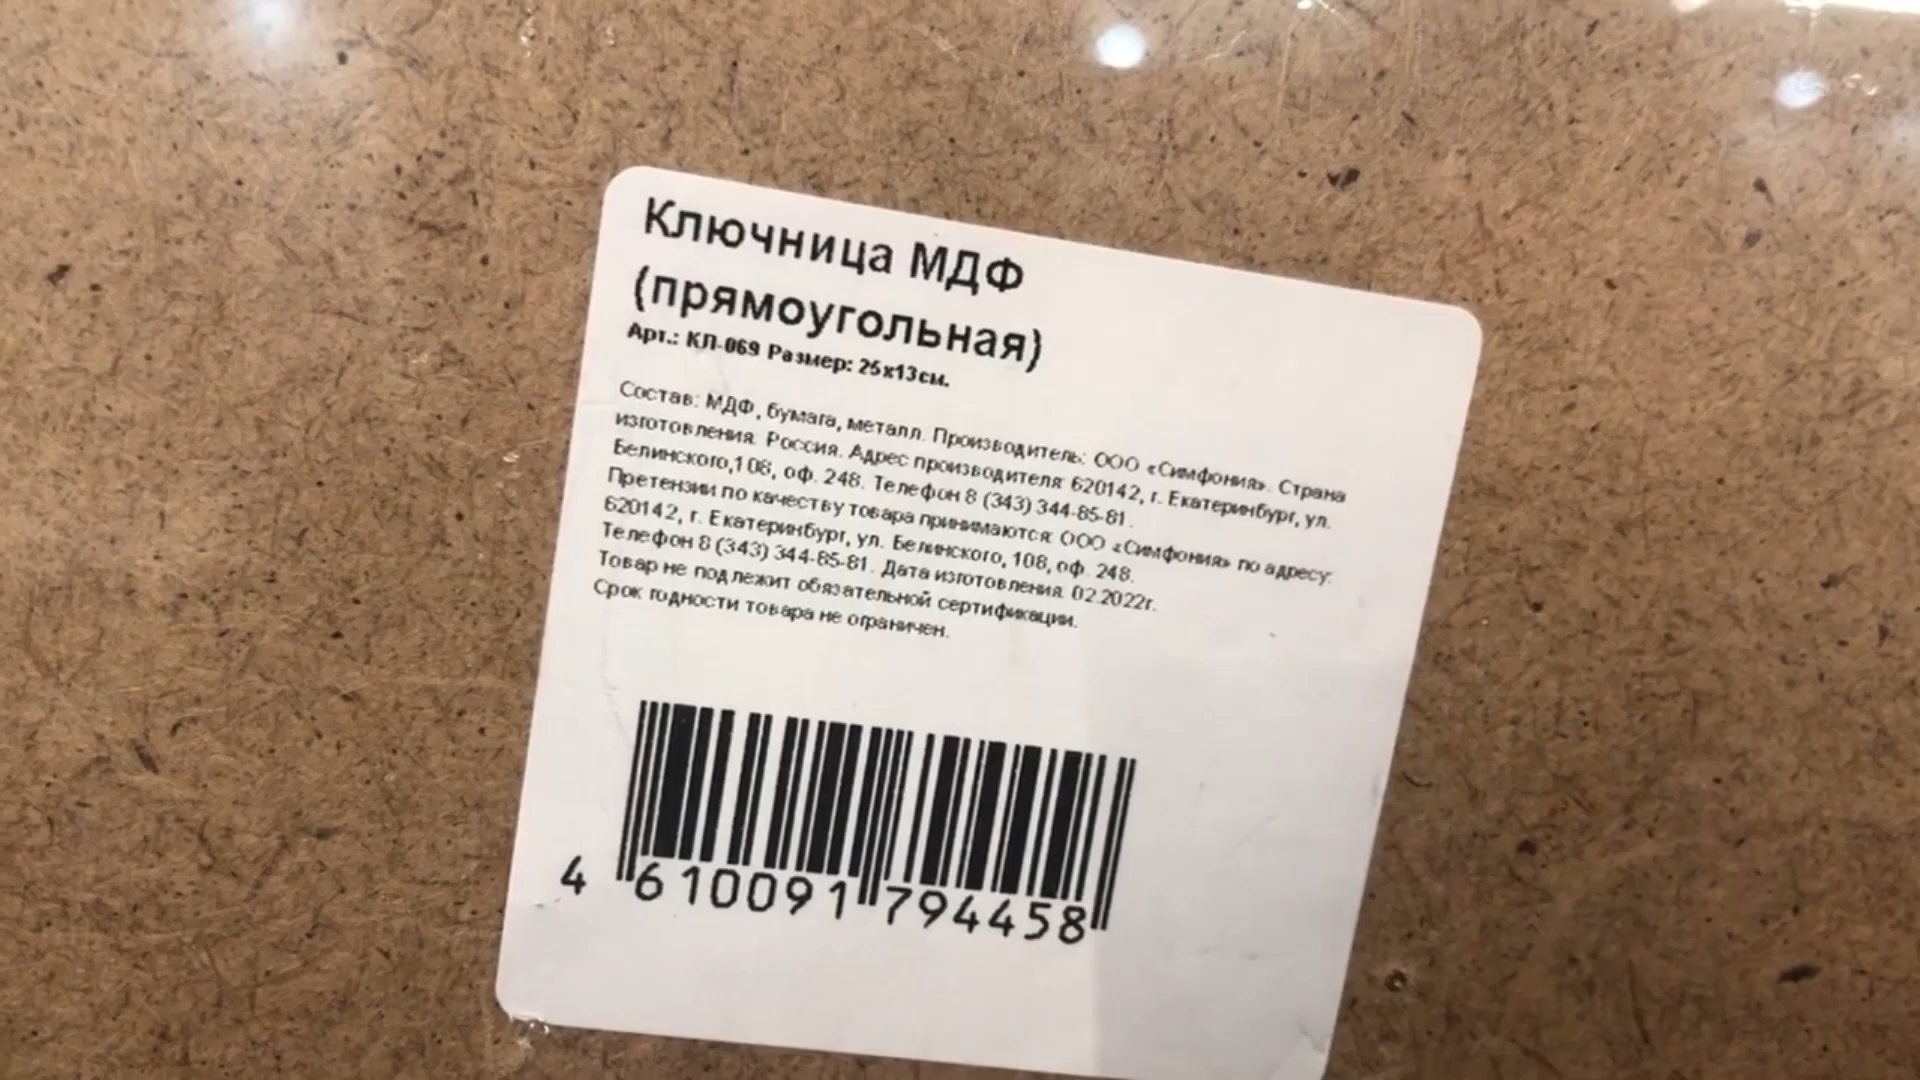 Ключница МДФ
(прямоугольная)
Арт.: КЛ-069 Размер: 25х13см.
Состав: МДФ, бумага, металл. Производитель: ООО «Симфония». Страна
изготовления: Россия. Адрес производителя: 620142, г. Екатеринбург, ул.
Белинского,108, оф. 248. Телефон 8 (343) 344-85-81.
Претензии по качеству товара принимаются: ООО «Симфония» по адресу:
620142, г. Екатеринбург, ул. Белинского, 108, оф. 248.
Телефон 8 (343) 344-85-81. Дата изготовления: 02.2022г.
Товар не подлежит обязательной сертификации.
Срок годности товара не ограничен.
4 610091 794458